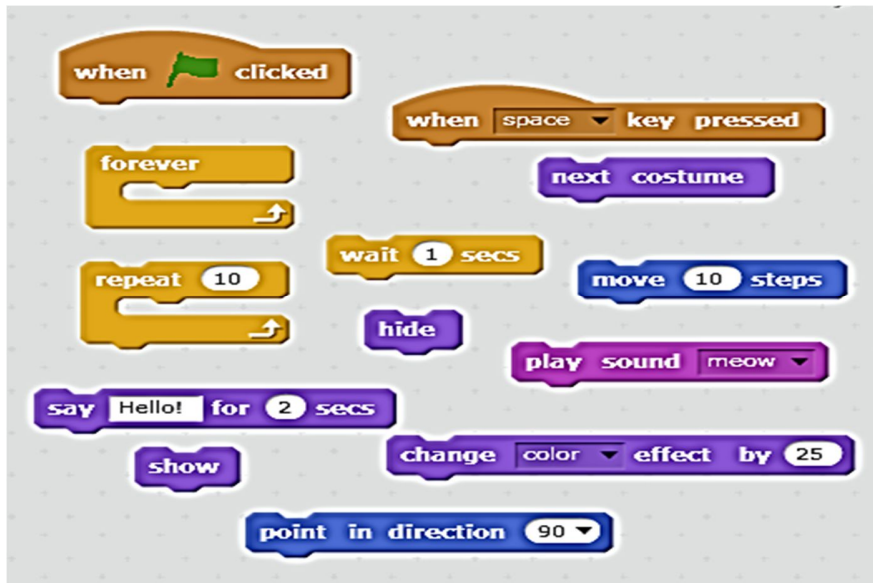 when clicked
when space key pressed
forever
next costume
wait 1 secs
repeat 10
move 10 steps
hide
play sound meow
say Hello! for 2 secs
change color effect by 25
show
point in direction 90